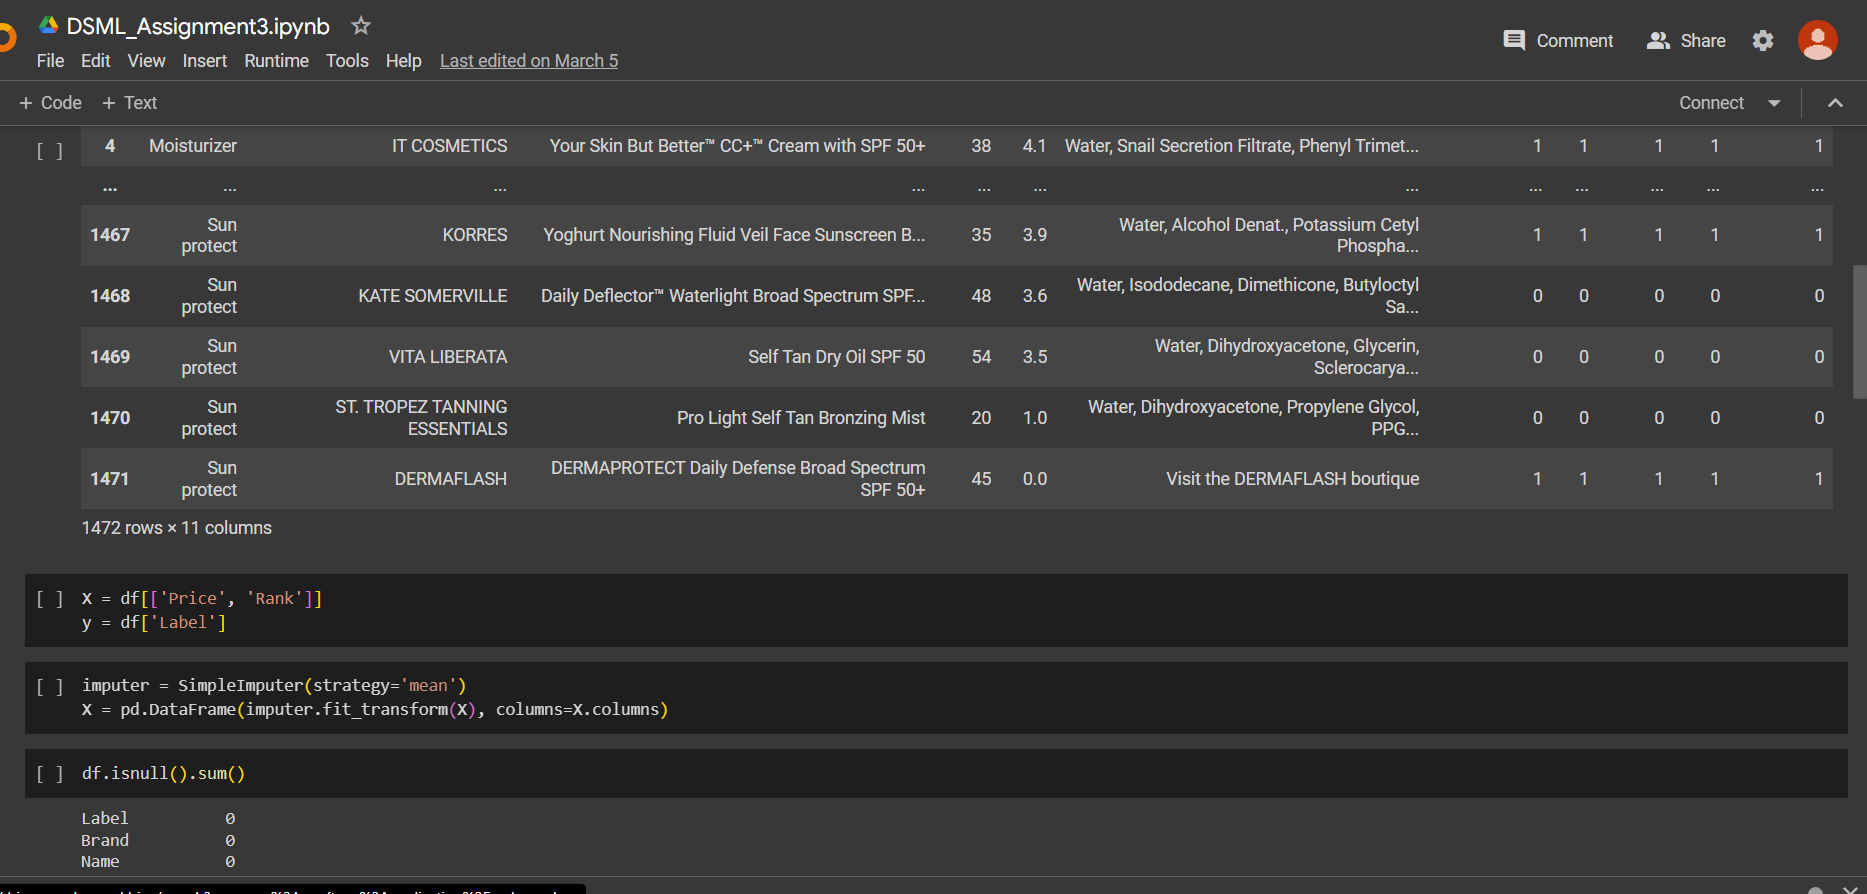 DSML_Assignment3.ipynb
File Edit View Insert Runtime Tools Help Last edited on March 5
Comment Share
+ Code + Text
Connect
[ ] 4 Moisturizer IT COSMETICS Your Skin But Better™ CC+™ Cream with SPF 50+ 38 4.1 Water, Snail Secretion Filtrate, Phenyl Trimet... 1 1 1 1 1
... ... ... ... ... ... ... ... ... ... ... ...
1467 Sun protect KORRES Yoghurt Nourishing Fluid Veil Face Sunscreen B... 35 3.9 Water, Alcohol Denat., Potassium Cetyl Phospha... 1 1 1 1 1
1468 Sun protect KATE SOMERVILLE Daily Deflector™ Waterlight Broad Spectrum SPF... 48 3.6 Water, Isododecane, Dimethicone, Butyloctyl Sa... 0 0 0 0 0
1469 Sun protect VITA LIBERATA Self Tan Dry Oil SPF 50 54 3.5 Water, Dihydroxyacetone, Glycerin, Sclerocarya... 0 0 0 0 0
1470 Sun protect ST. TROPEZ TANNING ESSENTIALS Pro Light Self Tan Bronzing Mist 20 1.0 Water, Dihydroxyacetone, Propylene Glycol, PPG... 0 0 0 0 0
1471 Sun protect DERMAFLASH DERMAPROTECT Daily Defense Broad Spectrum SPF 50+ 45 0.0 Visit the DERMAFLASH boutique 1 1 1 1 1
1472 rows × 11 columns
[ ] X = df[['Price', 'Rank']]
y = df['Label']
[ ] imputer = SimpleImputer(strategy='mean')
X = pd.DataFrame(imputer.fit_transform(X), columns=X.columns)
[ ] df.isnull().sum()
Label 0
Brand 0
Name 0